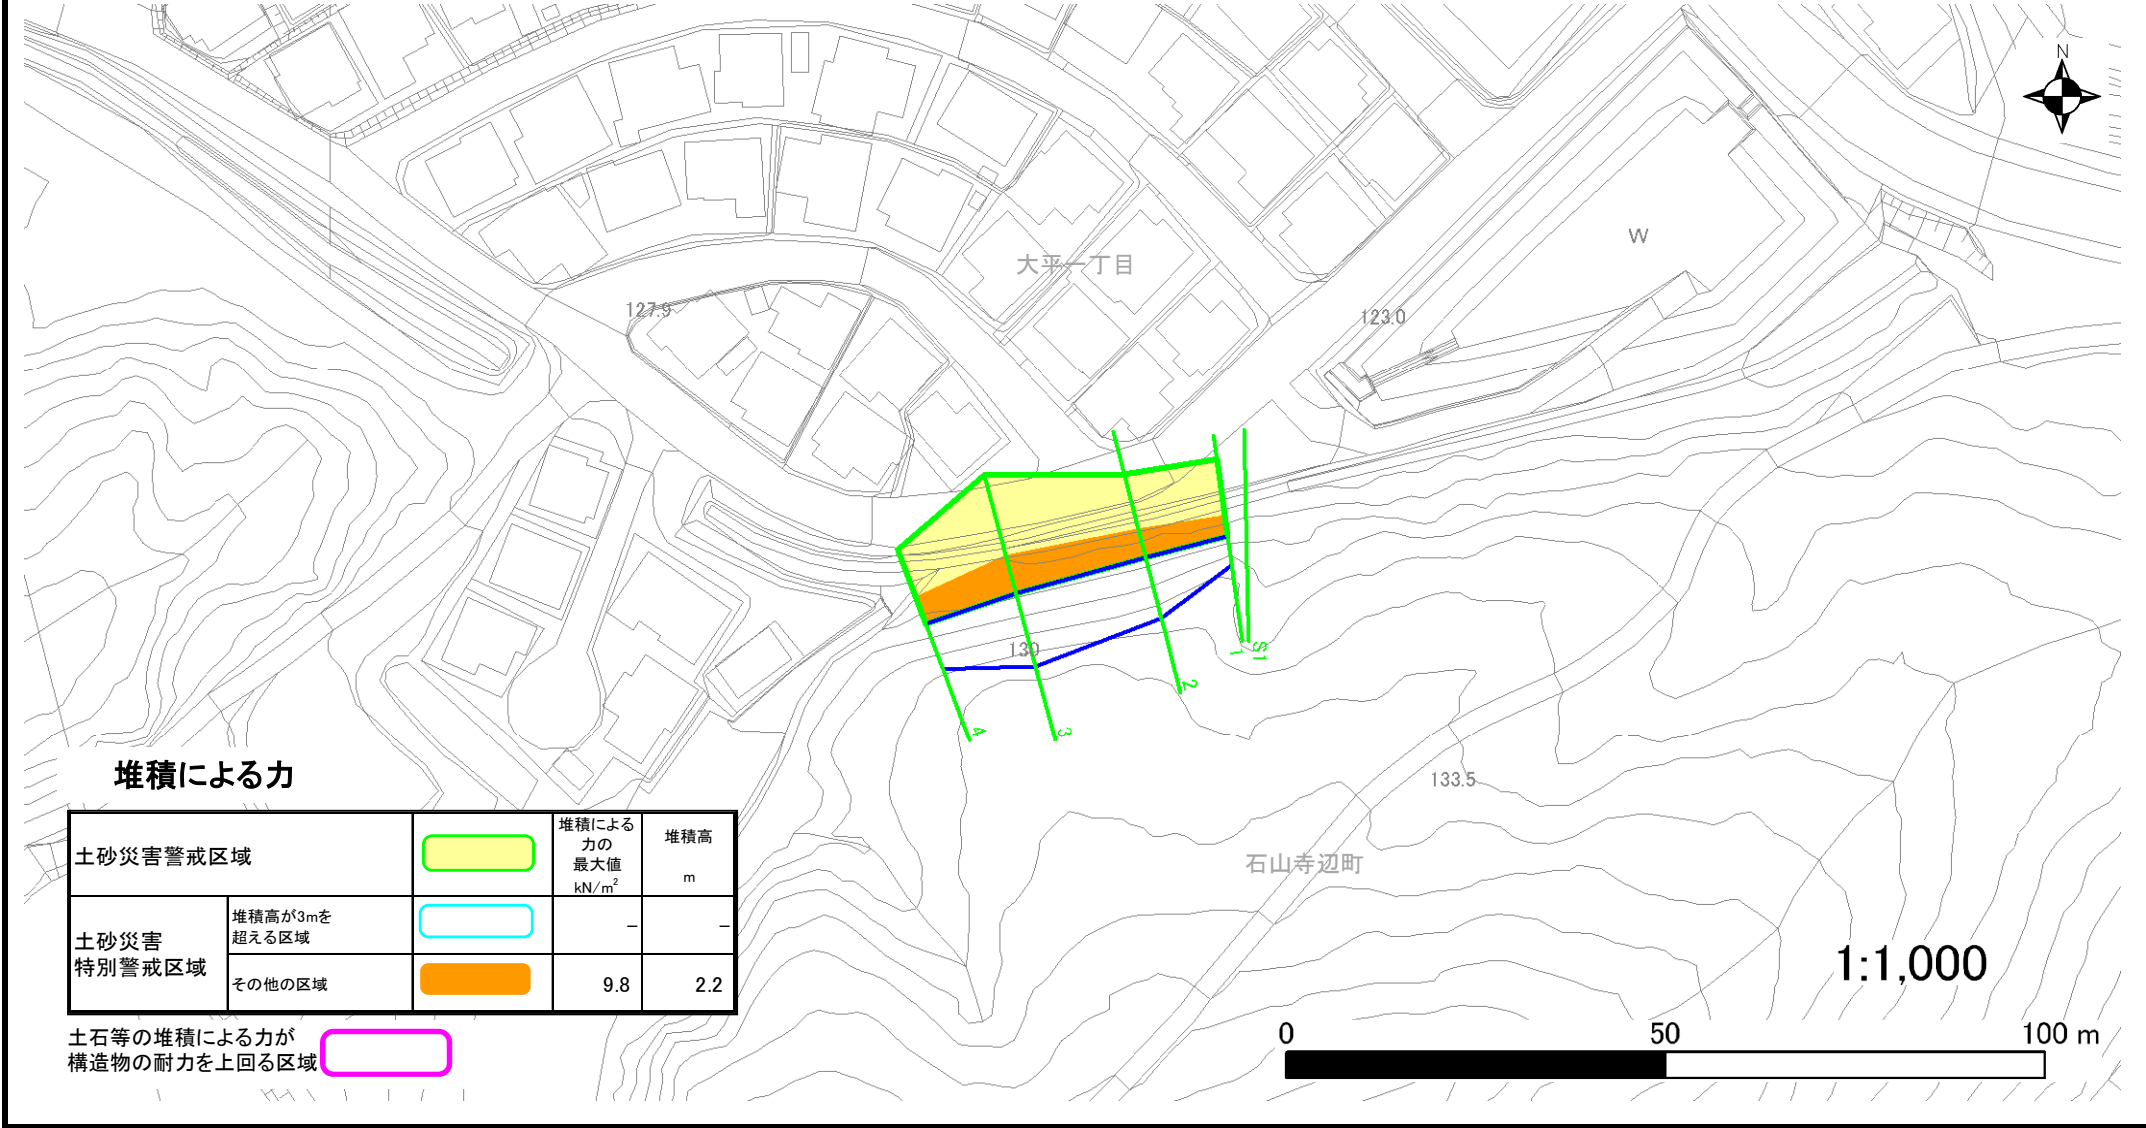 N
W
大平一丁目
127.9
123.0
130
1
S1
2
3
4
133.5
石山寺辺町
堆積による力
堆積による
力の
最大値
kN/m²
堆積高
m
土砂災害警戒区域
土砂災害
特別警戒区域
堆積高が3mを
超える区域
－
－
その他の区域
9.8
2.2
土石等の堆積による力が
構造物の耐力を上回る区域
1:1,000
0
50
100 m